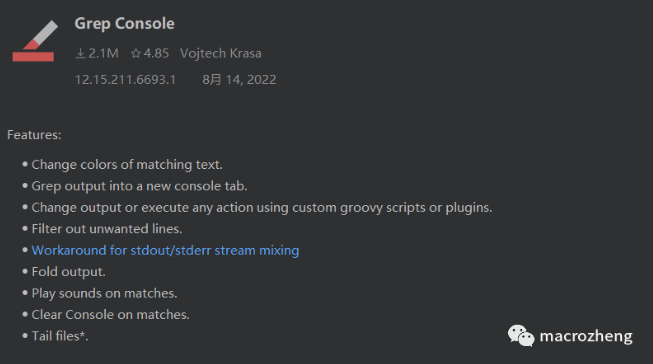 Grep Console
2.1M 4.85 Vojtech Krasa
12.15.211.6693.1 8月 14, 2022
Features:
• Change colors of matching text.
• Grep output into a new console tab.
• Change output or execute any action using custom groovy scripts or plugins.
• Filter out unwanted lines.
• Workaround for stdout/stderr stream mixing
• Fold output.
• Play sounds on matches.
• Clear Console on matches.
• Tail files*.
macrozheng